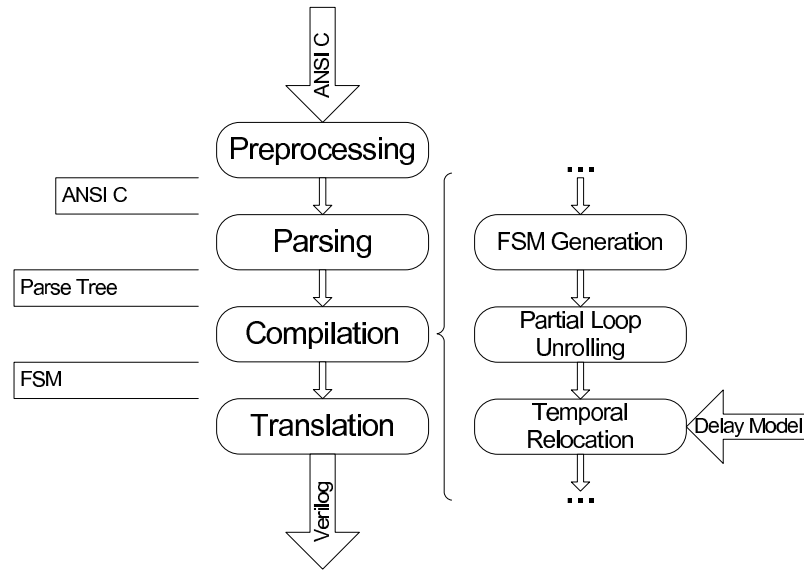 ANSI C
Preprocessing
ANSI C
Parsing
Parse Tree
Compilation
FSM
Translation
Verilog
...
FSM Generation
Partial Loop
Unrolling
Temporal
Relocation
Delay Model
...